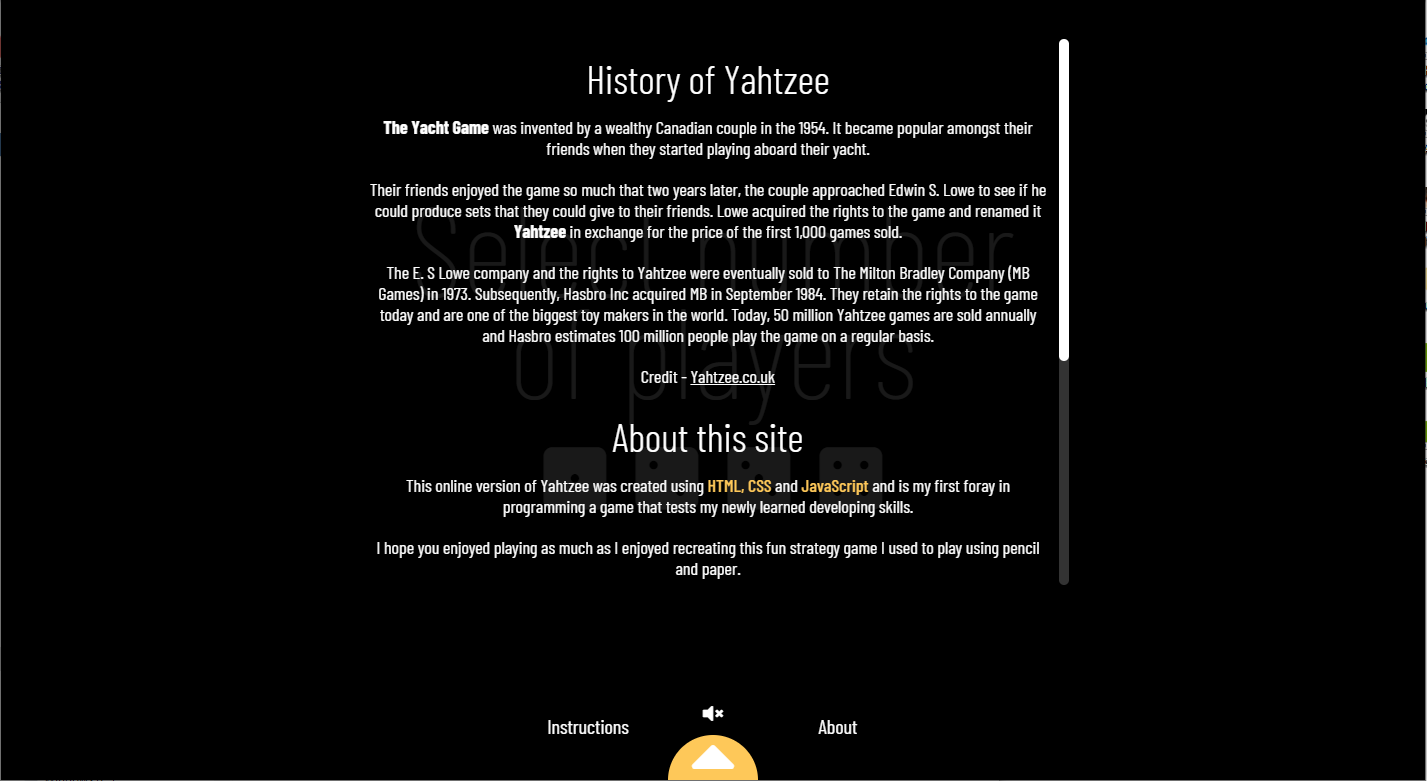 History of Yahtzee
The Yacht Game was invented by a wealthy Canadian couple in the 1954. It became popular amongst their
friends when they started playing aboard their yacht.
Their friends enjoyed the game so much that two years later, the couple approached Edwin S. Lowe to see if he
could produce sets that they could give to their friends. Lowe acquired the rights to the game and renamed it
Yahtzee in exchange for the price of the first 1,000 games sold.
The E. S Lowe company and the rights to Yahtzee were eventually sold to The Milton Bradley Company (MB
Games) in 1973. Subsequently, Hasbro Inc acquired MB in September 1984. They retain the rights to the game
today and are one of the biggest toy makers in the world. Today, 50 million Yahtzee games are sold annually
and Hasbro estimates 100 million people play the game on a regular basis.
Credit - Yahtzee.co.uk
Select number
of players
About this site
This online version of Yahtzee was created using HTML, CSS and JavaScript and is my first foray in
programming a game that tests my newly learned developing skills.
I hope you enjoyed playing as much as I enjoyed recreating this fun strategy game I used to play using pencil
and paper.
Instructions
About